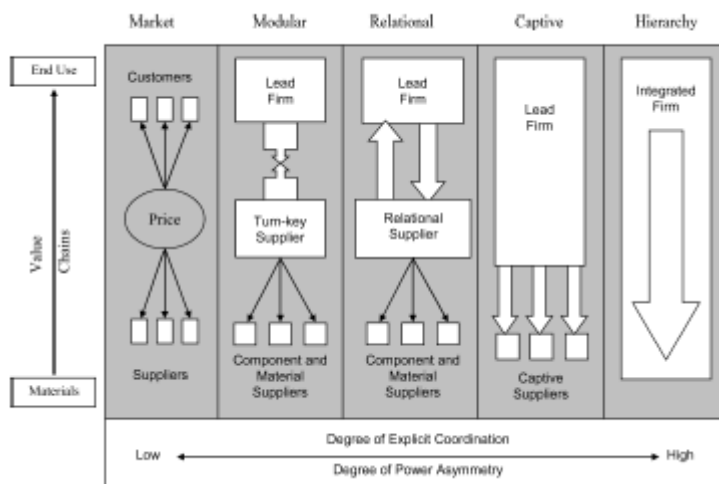 Market
Modular
Relational
Captive
Hierarchy
End Use
Value
Chains
Materials
Customers
Price
Suppliers
Lead
Firm
Turn-key
Supplier
Component and
Material
Suppliers
Lead
Firm
Relational
Supplier
Component and
Material
Suppliers
Lead
Firm
Captive
Suppliers
Integrated
Firm
Degree of Explicit Coordination
Low
High
Degree of Power Asymmetry